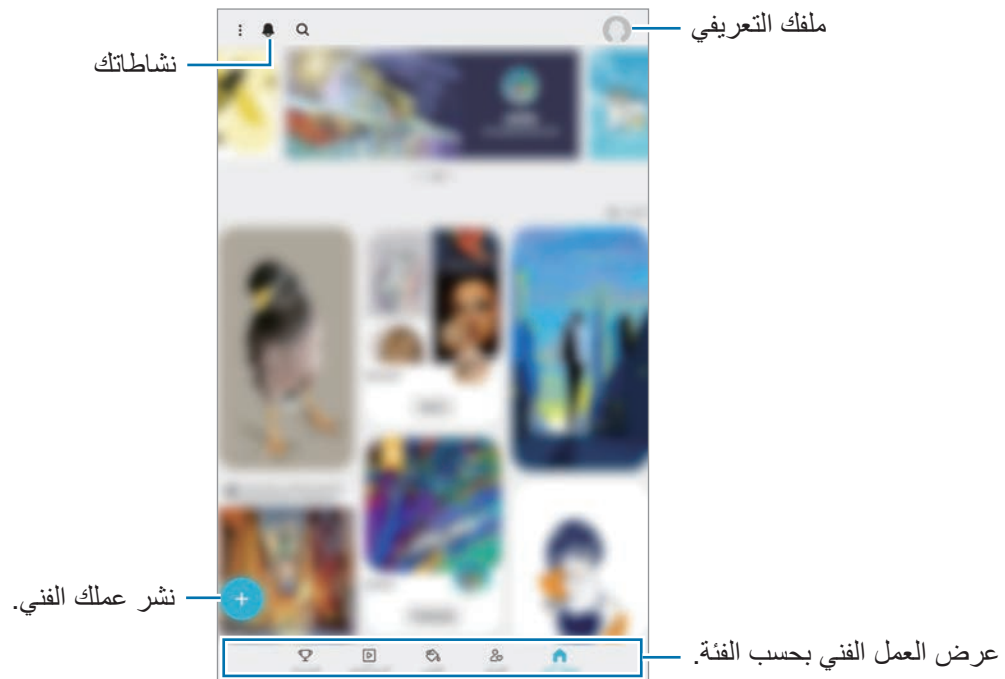 ملفك التعريفي
نشاطاتك
نشر عملك الفني.
عرض العمل الفني بحسب الفئة.